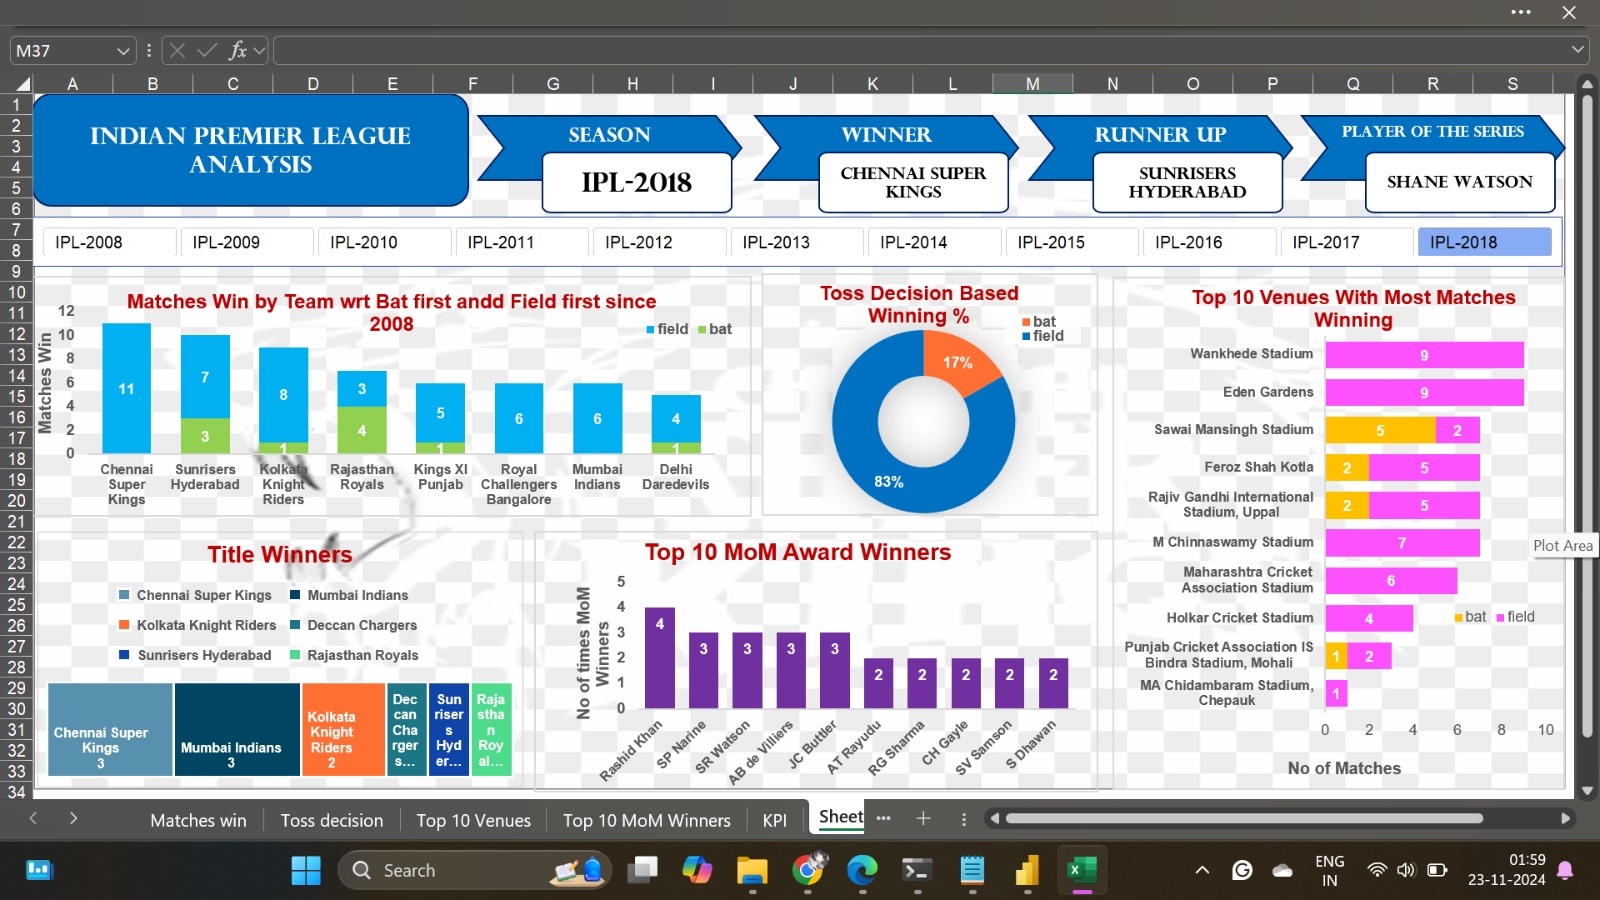 M37
fx
A B C D E F G H I J K L M N O P Q R S
1
2
3
4
5
6
7
8
9
10
11
12
13
14
15
16
17
18
19
20
21
22
23
24
25
26
27
28
29
30
31
32
33
34
INDIAN PREMIER LEAGUE
ANALYSIS
SEASON
IPL-2018
WINNER
CHENNAI SUPER
KINGS
RUNNER UP
SUNRISERS
HYDERABAD
PLAYER OF THE SERIES
SHANE WATSON
IPL-2008 IPL-2009 IPL-2010 IPL-2011 IPL-2012 IPL-2013 IPL-2014 IPL-2015 IPL-2016 IPL-2017 IPL-2018
Matches Win by Team wrt Bat first andd Field first since
2008
field bat
Matches Win
12
10
8
6
4
2
0
11
7
3
8
1
3
4
5
1
6
6
4
1
Chennai
Super
Kings
Sunrisers
Hyderabad
Kolkata
Knight
Riders
Rajasthan
Royals
Kings XI
Punjab
Royal
Challengers
Bangalore
Mumbai
Indians
Delhi
Daredevils
Toss Decision Based
Winning %
bat
field
17%
83%
Top 10 Venues With Most Matches
Winning
Wankhede Stadium
9
Eden Gardens
9
Sawai Mansingh Stadium
5 2
Feroz Shah Kotla
2 5
Rajiv Gandhi International
Stadium, Uppal
2 5
M Chinnaswamy Stadium
7
Maharashtra Cricket
Association Stadium
6
Holkar Cricket Stadium
4
bat field
Punjab Cricket Association IS
Bindra Stadium, Mohali
1 2
MA Chidambaram Stadium,
Chepauk
1
0 2 4 6 8 10
No of Matches
Plot Area
Title Winners
Chennai Super Kings Mumbai Indians
Kolkata Knight Riders Deccan Chargers
Sunrisers Hyderabad Rajasthan Royals
Chennai Super
Kings
3
Mumbai Indians
3
Kolkata
Knight
Riders
2
Dec
can
Cha
rger
s...
Sun
riser
s
Hyd
er...
Raja
stha
n
Roy
al...
Top 10 MoM Award Winners
No of times MoM
Winners
5
4
3
2
1
0
4 3 3 3 3 2 2 2 2 2
Rashid Khan
SP Narine
SR Watson
AB de Villiers
JC Buttler
AT Rayudu
RG Sharma
CH Gayle
SV Samson
S Dhawan
Matches win Toss decision Top 10 Venues Top 10 MoM Winners KPI Sheet
Search
ENG
IN
01:59
23-11-2024